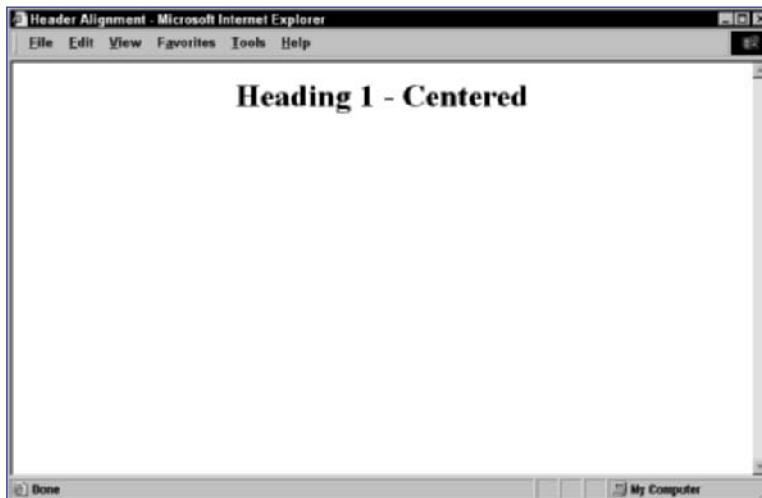 Header Alignment - Microsoft Internet Explorer
File Edit View Favorites Tools Help
Heading 1 - Centered
Done
My Computer